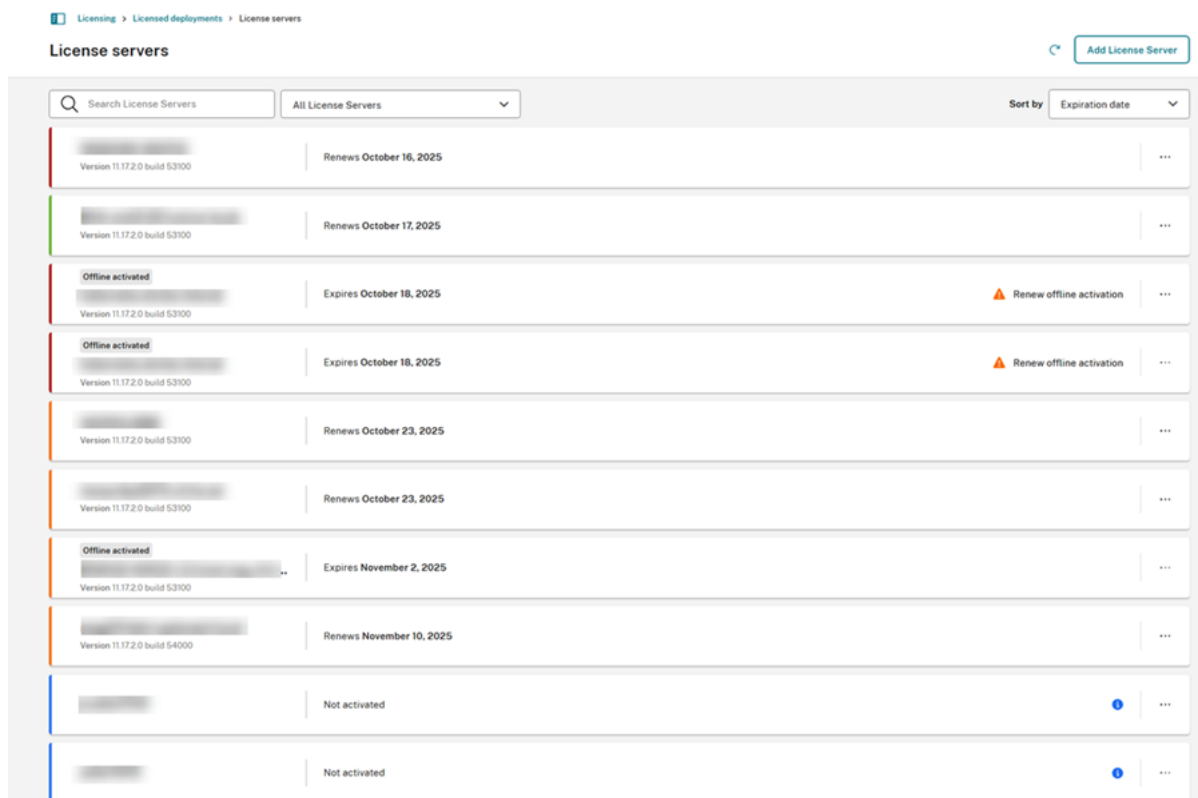 Licensing > Licensed deployments > License servers
License servers
Add License Server
Search License Servers
All License Servers
Sort by
Expiration date
Version 11.17.2.0 build 53100
Renews October 16, 2025
Version 11.17.2.0 build 53100
Renews October 17, 2025
Offline activated
Version 11.17.2.0 build 53100
Expires October 18, 2025
Renew offline activation
Offline activated
Version 11.17.2.0 build 53100
Expires October 18, 2025
Renew offline activation
Version 11.17.2.0 build 53100
Renews October 23, 2025
Version 11.17.2.0 build 53100
Renews October 23, 2025
Offline activated
..
Version 11.17.2.0 build 53100
Expires November 2, 2025
Version 11.17.2.0 build 54000
Renews November 10, 2025
Not activated
Not activated